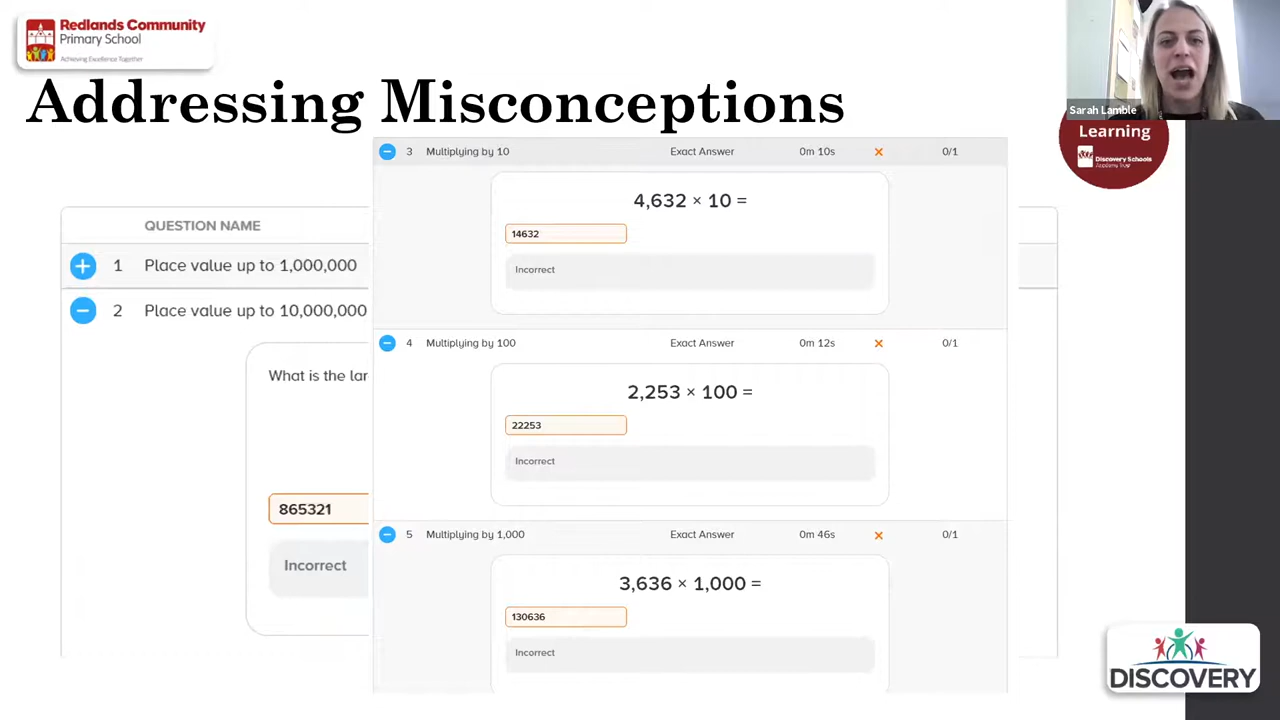 Redlands Community
Primary School
Achieving Excellence Together
Addressing Misconceptions
Sarah Lamble
Learning
Discovery Schools
Academy Trust
QUESTION NAME
1 Place value up to 1,000,000
2 Place value up to 10,000,000
What is the lar
865321
Incorrect
3 Multiplying by 10 Exact Answer 0m 10s 0/1
4,632 × 10 =
14632
Incorrect
4 Multiplying by 100 Exact Answer 0m 12s 0/1
2,253 × 100 =
22253
Incorrect
5 Multiplying by 1,000 Exact Answer 0m 46s 0/1
3,636 × 1,000 =
130636
Incorrect
DISCOVERY